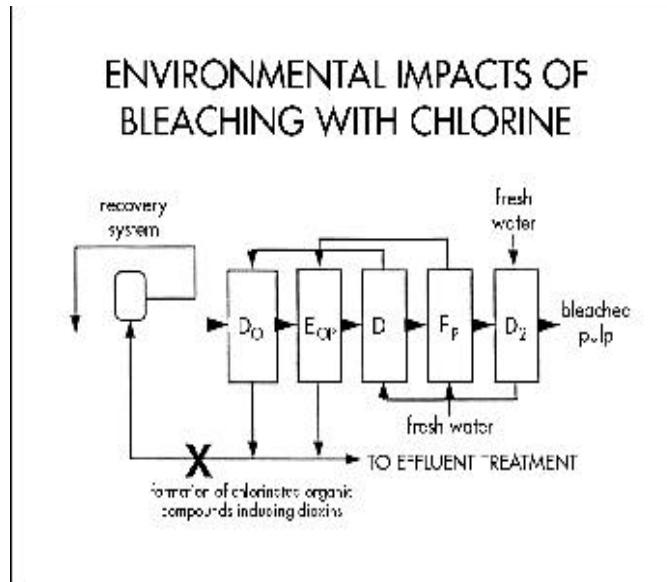 ENVIRONMENTAL IMPACTS OF
BLEACHING WITH CHLORINE
recovery
system
fresh
water
D0
EOP
D
D2
bleached
pulp
fresh water
X
TO EFFLUENT TREATMENT
formation of chlorinated organic
compounds including dioxins